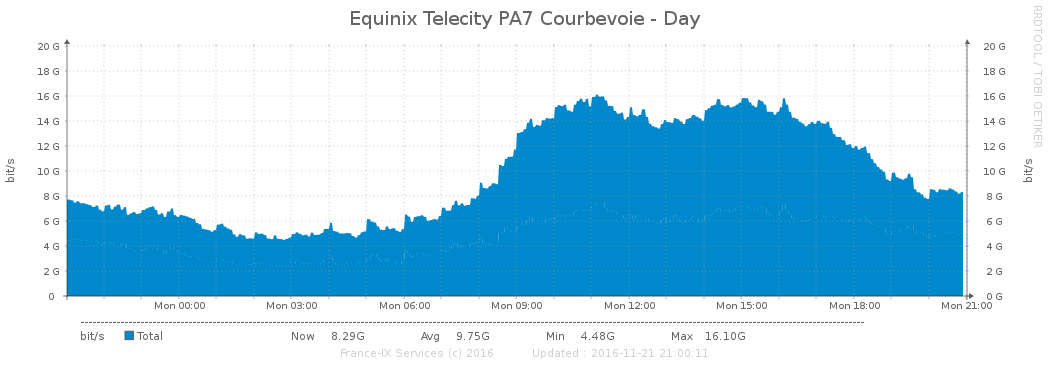 Equinix Telecity PA7 Courbevoie - Day
RRDTOOL / TOBI OETIKER
20 G 20 G
18 G 18 G
16 G 16 G
14 G 14 G
12 G 12 G
10 G 10 G
8 G 8 G
6 G 6 G
4 G 4 G
2 G 2 G
0 0 G
bit/s
bit/s
Mon 00:00 Mon 03:00 Mon 06:00 Mon 09:00 Mon 12:00 Mon 15:00 Mon 18:00 Mon 21:00
bit/s Total Now 8.29G Avg 9.75G Min 4.48G Max 16.10G
France-IX Services (c) 2016 Updated : 2016-11-21 21:00:11